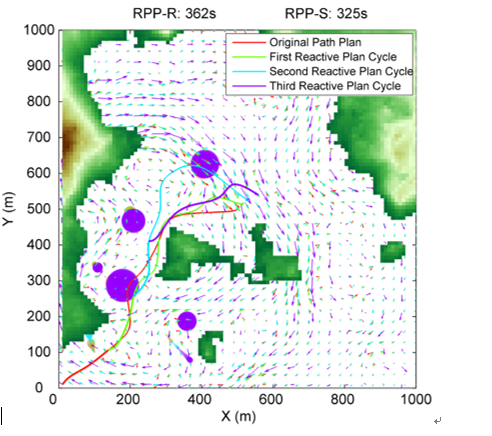 RPP-R: 362s RPP-S: 325s
Original Path Plan
First Reactive Plan Cycle
Second Reactive Plan Cycle
Third Reactive Plan Cycle
1000
900
800
700
600
500
400
300
200
100
0
Y (m)
0 200 400 600 800 1000
X (m)